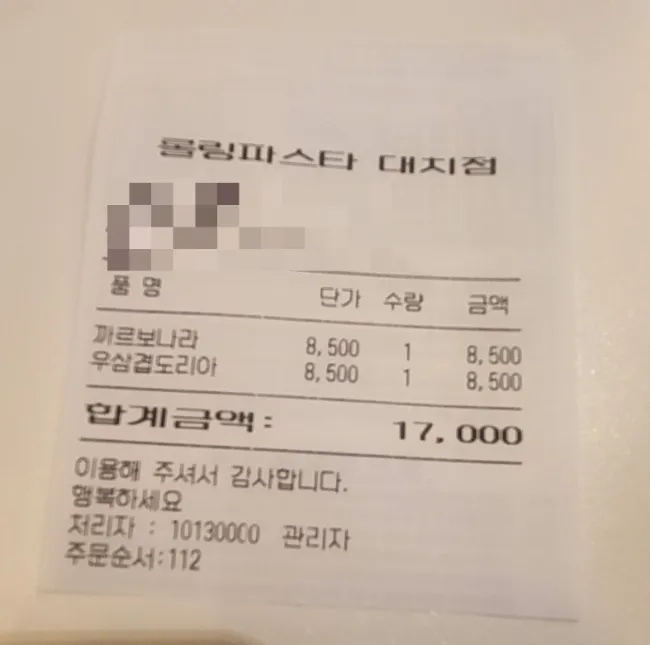 롤링파스타 대치점
품 명 단가 수량 금액
까르보나라 8,500 1 8,500
우삼겹도리아 8,500 1 8,500
합계금액: 17,000
이용해 주셔서 감사합니다.
행복하세요
처리자 : 10130000 관리자
주문순서:112